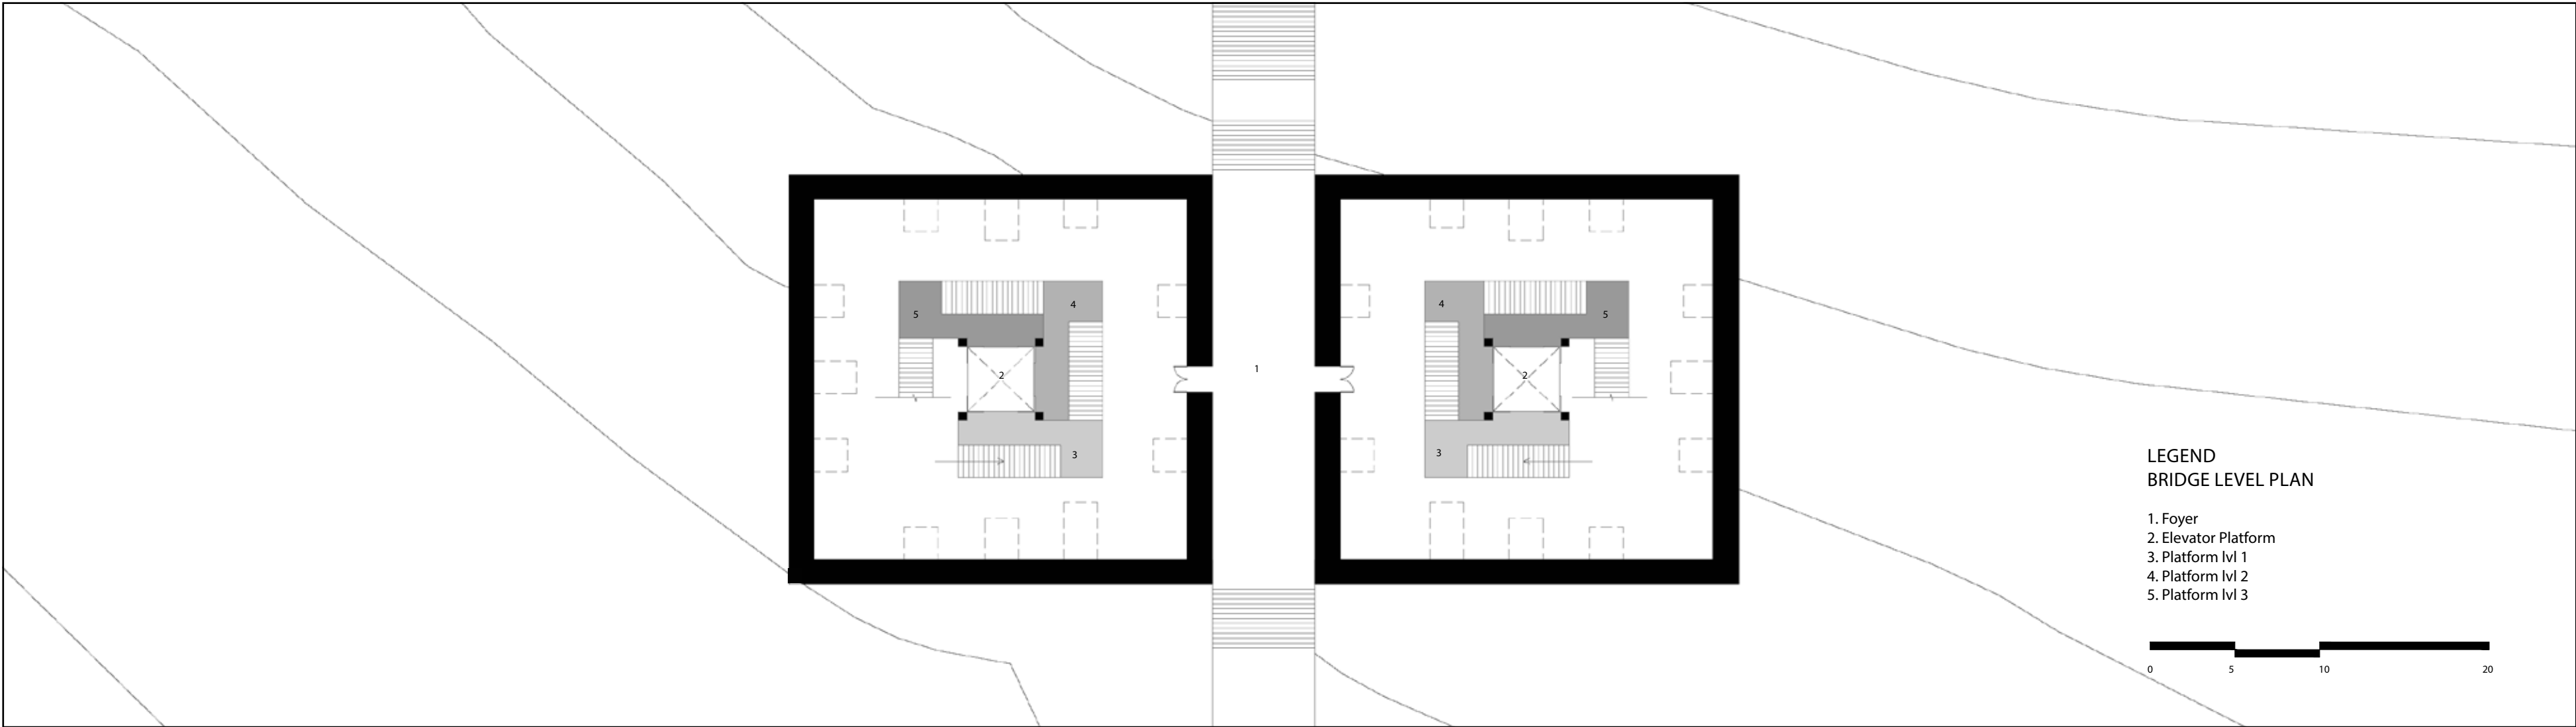 5
4
4
5
2
1
2
3
3
LEGEND
BRIDGE LEVEL PLAN
1. Foyer
2. Elevator Platform
3. Platform lvl 1
4. Platform lvl 2
5. Platform lvl 3
0 5 10 20